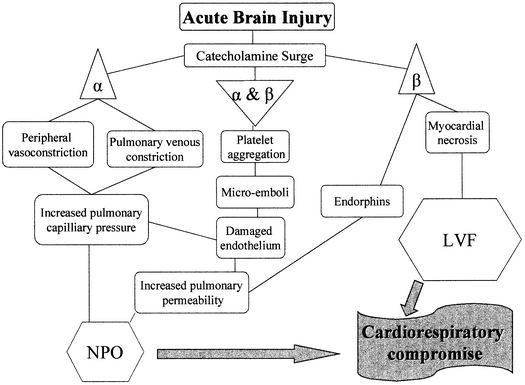 Acute Brain Injury
Catecholamine Surge
α
α & β
β
Peripheral
vasoconstriction
Pulmonary venous
constriction
Platelet
aggregation
Myocardial
necrosis
Micro-emboli
Endorphins
Increased pulmonary
capillary pressure
Damaged
endothelium
LVF
Increased pulmonary
permeability
NPO
Cardiorespiratory
compromise